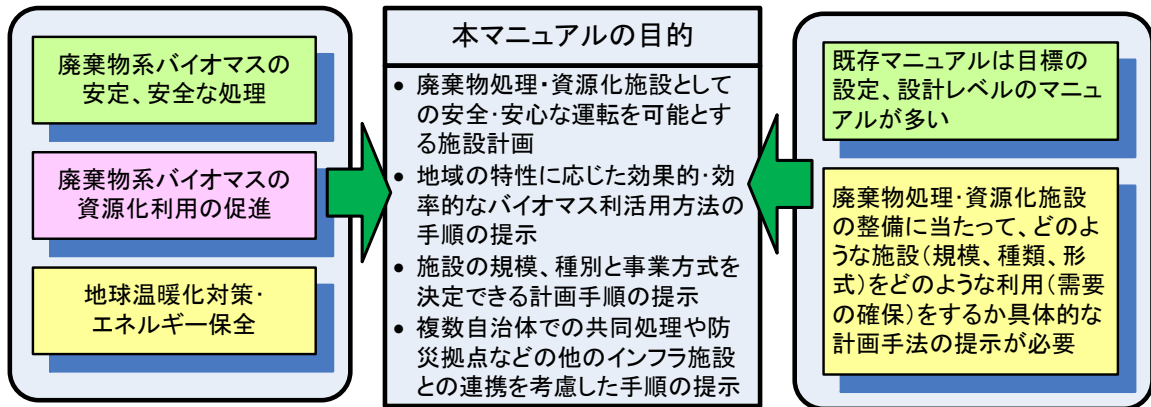 廃棄物系バイオマスの
安定、安全な処理
廃棄物系バイオマスの
資源化利用の促進
地球温暖化対策・
エネルギー保全
本マニュアルの目的
• 廃棄物処理・資源化施設として
の安全・安心な運転を可能とす
る施設計画
• 地域の特性に応じた効果的・効
率的なバイオマス利活用方法の
手順の提示
• 施設の規模、種別と事業方式を
決定できる計画手順の提示
• 複数自治体での共同処理や防
災拠点などの他のインフラ施設
との連携を考慮した手順の提示
既存マニュアルは目標の
設定、設計レベルのマニュ
アルが多い
廃棄物処理・資源化施設
の整備に当たって、どのよ
うな施設(規模、種類、形
式)をどのような利用(需要
の確保)をするか具体的な
計画手法の提示が必要